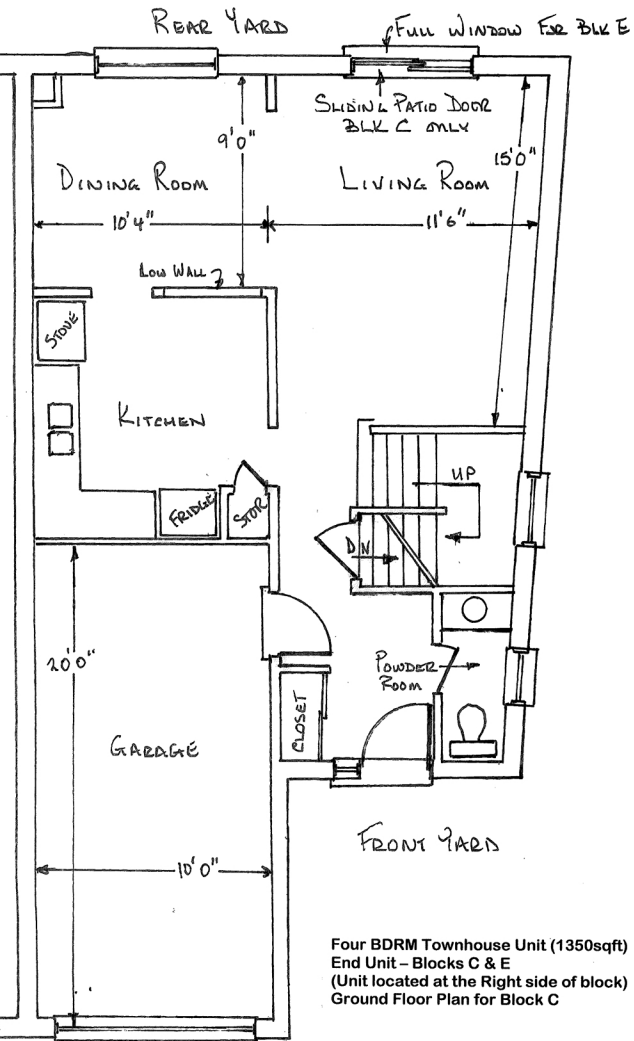 REAR YARD
FULL WINDOW FOR BLK E
SLIDING PATIO DOOR
BLK C ONLY
9'0"
15'0"
DINING ROOM
LIVING ROOM
10'4"
11'6"
LOW WALL
STOVE
KITCHEN
UP
FRIDGE
STOR
DN
20'0"
POWDER
ROOM
CLOSET
GARAGE
FRONT YARD
10'0"
Four BDRM Townhouse Unit (1350sqft)
End Unit – Blocks C & E
(Unit located at the Right side of block)
Ground Floor Plan for Block C